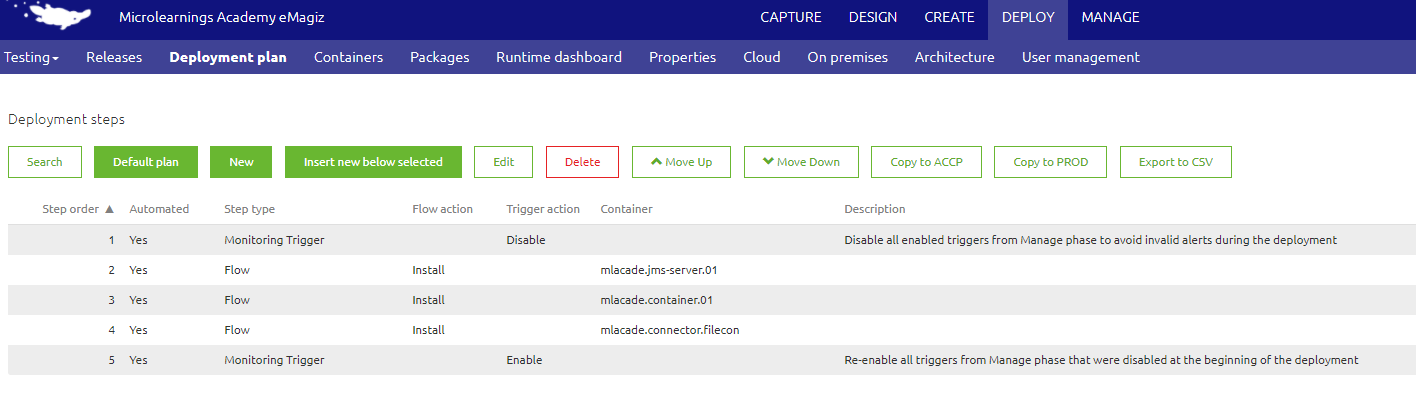 Microlearnings Academy eMagiz CAPTURE DESIGN CREATE DEPLOY MANAGE
Testing Releases Deployment plan Containers Packages Runtime dashboard Properties Cloud On premises Architecture User management
Deployment steps
Search Default plan New Insert new below selected Edit Delete Move Up Move Down Copy to ACCP Copy to PROD Export to CSV
Step order Automated Step type Flow action Trigger action Container Description
1 Yes Monitoring Trigger Disable Disable all enabled triggers from Manage phase to avoid invalid alerts during the deployment
2 Yes Flow Install mlacade.jms-server.01
3 Yes Flow Install mlacade.container.01
4 Yes Flow Install mlacade.connector.filecon
5 Yes Monitoring Trigger Enable Re-enable all triggers from Manage phase that were disabled at the beginning of the deployment